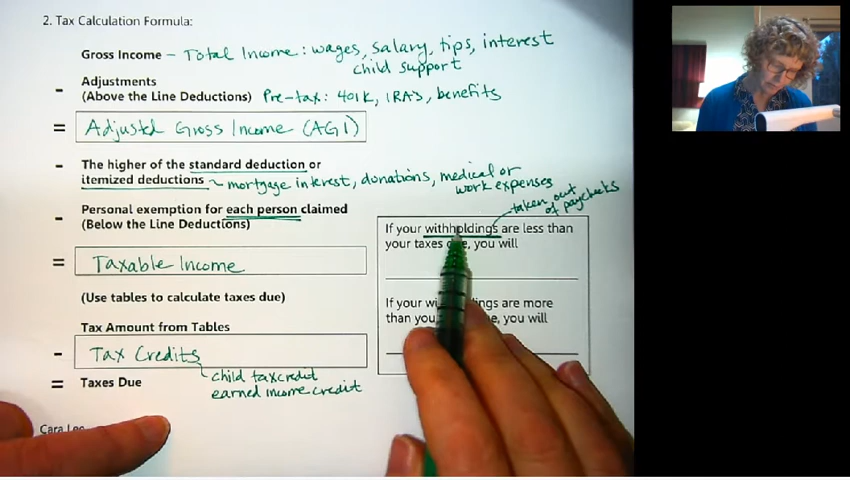 2. Tax Calculation Formula:
Gross Income - Total Income: wages, salary, tips, interest
child support
- Adjustments
(Above the Line Deductions) Pre-tax: 401K, IRA's, benefits
= Adjustd Gross Income (AGI)
- The higher of the standard deduction or
itemized deductions ~ mortgage interest, donations, medical or
work expenses
- Personal exemption for each person claimed
(Below the Line Deductions)
= Taxable Income
(Use tables to calculate taxes due)
Tax Amount from Tables
- Tax Credits
child tax credit
earned income credit
= Taxes Due
taken out
of paychecks
If your withholdings are less than
your taxes, you will
If your are more
than, you will
Cara Lee